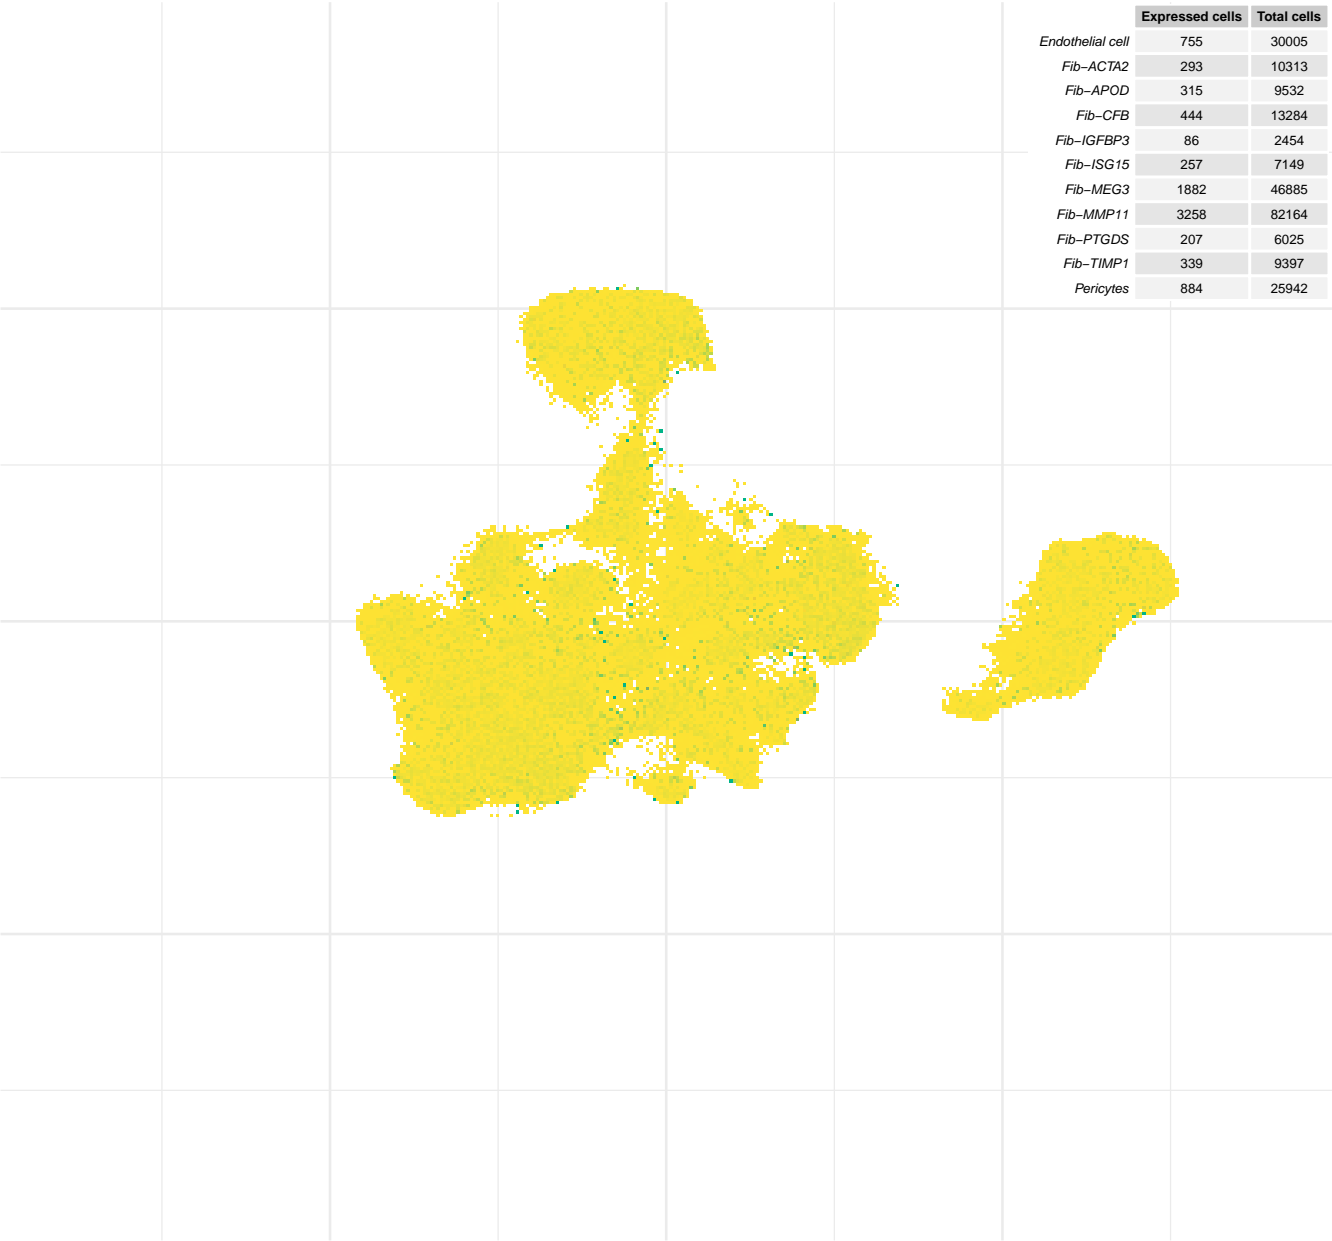 Expressed cells Total cells
Endothelial cell 755 30005
Fib−ACTA2 293 10313
Fib−APOD 315 9532
Fib−CFB 444 13284
Fib−IGFBP3 86 2454
Fib−ISG15 257 7149
Fib−MEG3 1882 46885
Fib−MMP11 3258 82164
Fib−PTGDS 207 6025
Fib−TIMP1 339 9397
Pericytes 884 25942